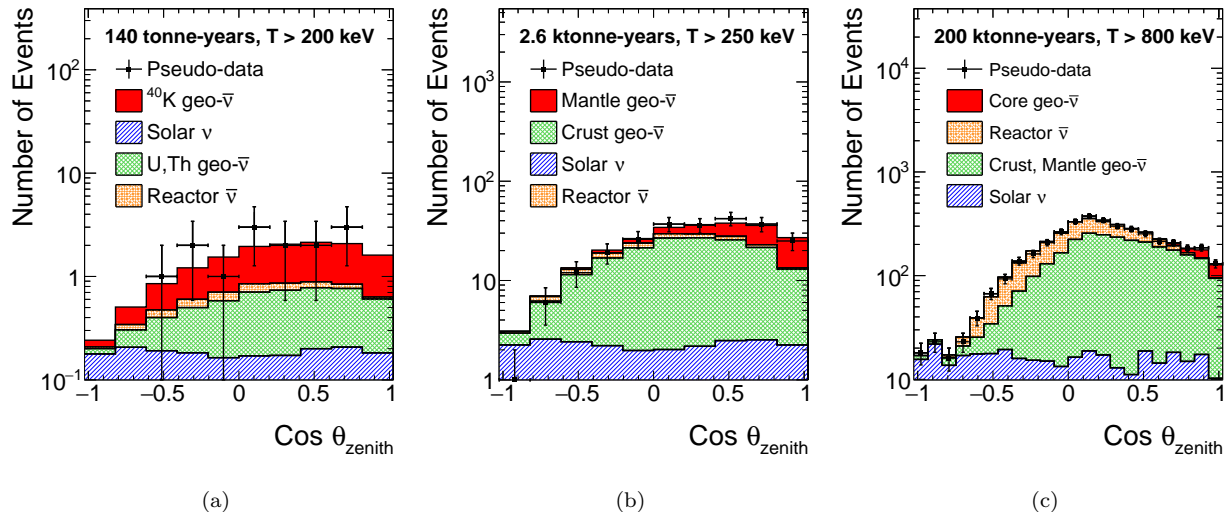 140 tonne-years, T > 200 keV
Pseudo-data
⁴⁰K geo-ν̅
Solar ν
U,Th geo-ν̅
Reactor ν̅
Number of Events
10²
10
1
10⁻¹
−1 −0.5 0 0.5 1
Cos θzenith
(a)
2.6 ktonne-years, T > 250 keV
Pseudo-data
Mantle geo-ν̅
Crust geo-ν̅
Solar ν
Reactor ν̅
Number of Events
10³
10²
10
1
−1 −0.5 0 0.5 1
Cos θzenith
(b)
200 ktonne-years, T > 800 keV
Pseudo-data
Core geo-ν̅
Reactor ν̅
Crust, Mantle geo-ν̅
Solar ν
Number of Events
10⁴
10³
10²
10
−1 −0.5 0 0.5 1
Cos θzenith
(c)